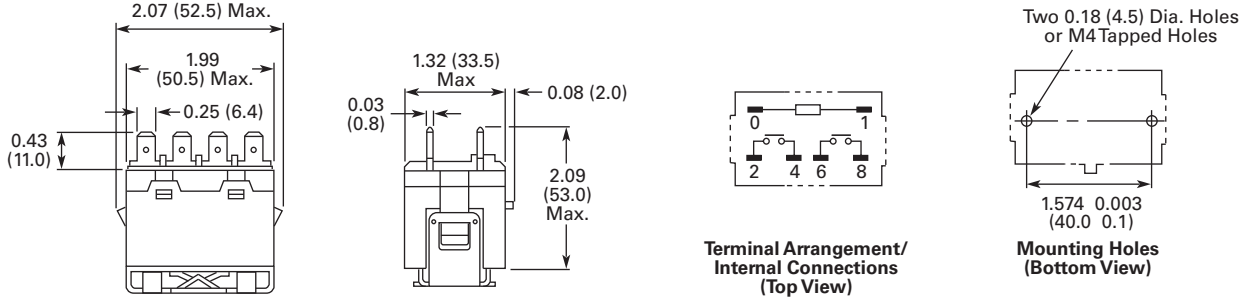 2.07 (52.5) Max.
1.99
(50.5) Max.
0.25 (6.4)
0.43
(11.0)
1.32 (33.5)
Max
0.08 (2.0)
0.03
(0.8)
2.09
(53.0)
Max.
0 1
2 4 6 8
Terminal Arrangement/
Internal Connections
(Top View)
Two 0.18 (4.5) Dia. Holes
or M4 Tapped Holes
1.574 0.003
(40.0 0.1)
Mounting Holes
(Bottom View)